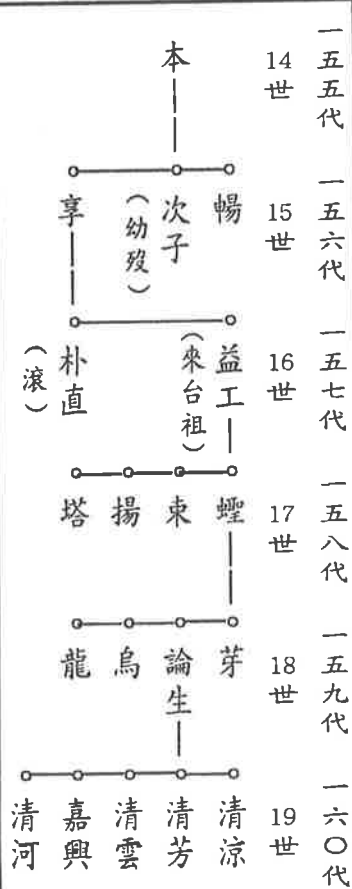 一五五代
14世
本
一五六代
15世
暢
次子
（幼歿）
享
一五七代
16世
益工
（來台祖）
朴直
（滾）
一五八代
17世
蟶
東
揚
塔
一五九代
18世
芽
論生
烏
龍
一六〇代
19世
清涼
清芳
清雲
嘉興
清河